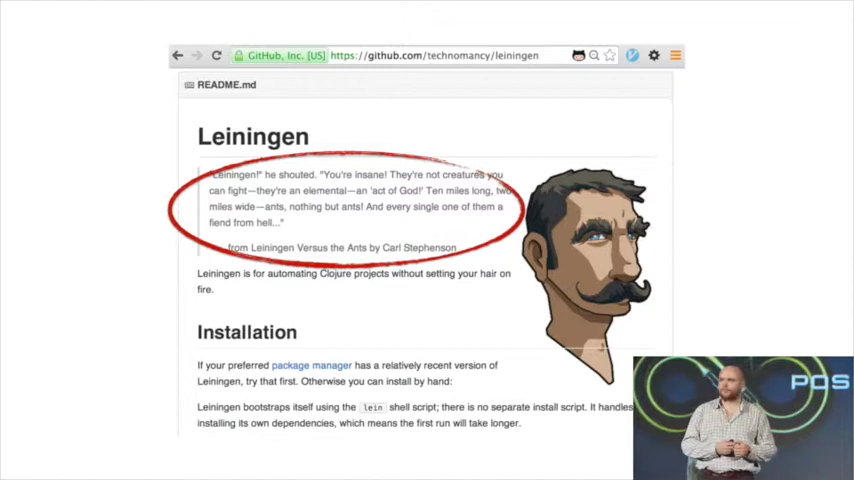 GitHub, Inc. [US] https://github.com/technomancy/leiningen
README.md
Leiningen
"Leiningen!" he shouted. "You're insane! They're not creatures you
can fight—they're an elemental—an 'act of God!' Ten miles long, two
miles wide—ants, nothing but ants! And every single one of them a
fiend from hell..."
from Leiningen Versus the Ants by Carl Stephenson
Leiningen is for automating Clojure projects without setting your hair on
fire.
Installation
If your preferred package manager has a relatively recent version of
Leiningen, try that first. Otherwise you can install by hand:
Leiningen bootstraps itself using the lein shell script; there is no separate install script. It handles
installing its own dependencies, which means the first run will take longer.
POS